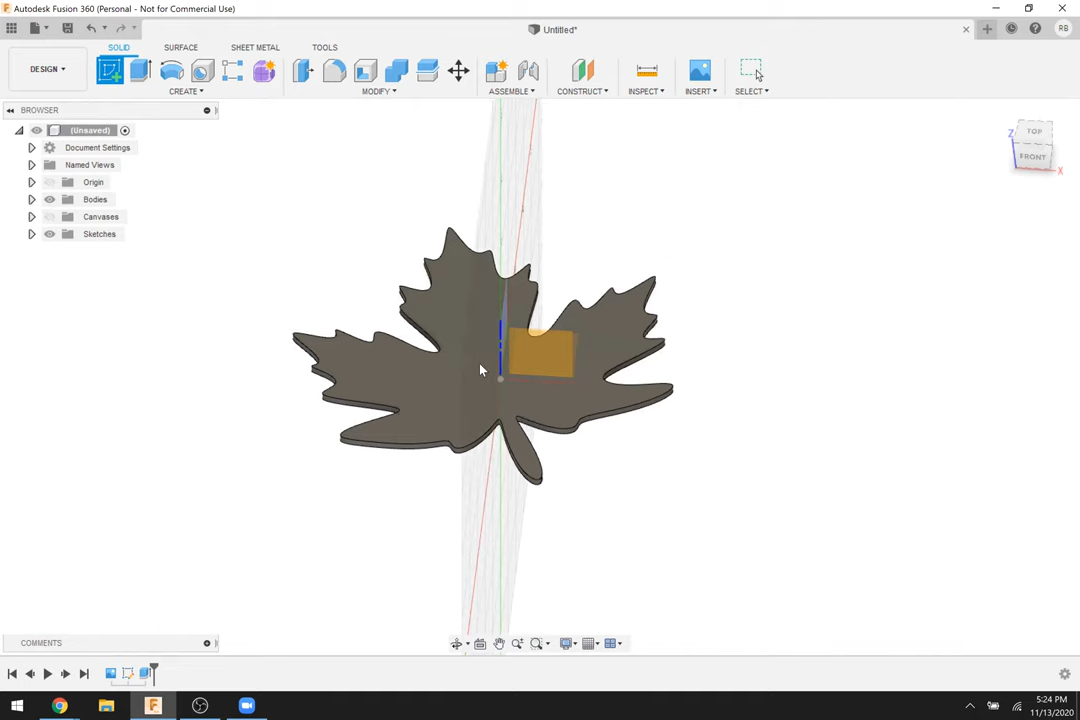 Autodesk Fusion 360 (Personal - Not for Commercial Use)
Untitled*
RB
SOLID SURFACE SHEET METAL TOOLS
DESIGN
CREATE MODIFY ASSEMBLE CONSTRUCT INSPECT INSERT SELECT
BROWSER
(Unsaved)
Document Settings
Named Views
Origin
Bodies
Canvases
Sketches
TOP
Z
FRONT
X
COMMENTS
5:24 PM
11/13/2020